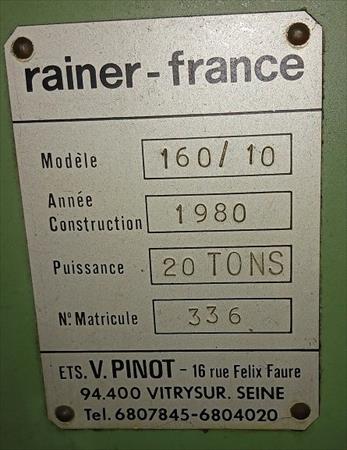 rainer-france
Modèle 160/10
Année
Construction 1980
Puissance 20 TONS
No Matricule 336
ETS. V. PINOT - 16 rue Felix Faure
94.400 VITRYSUR. SEINE
Tel. 6807845-6804020